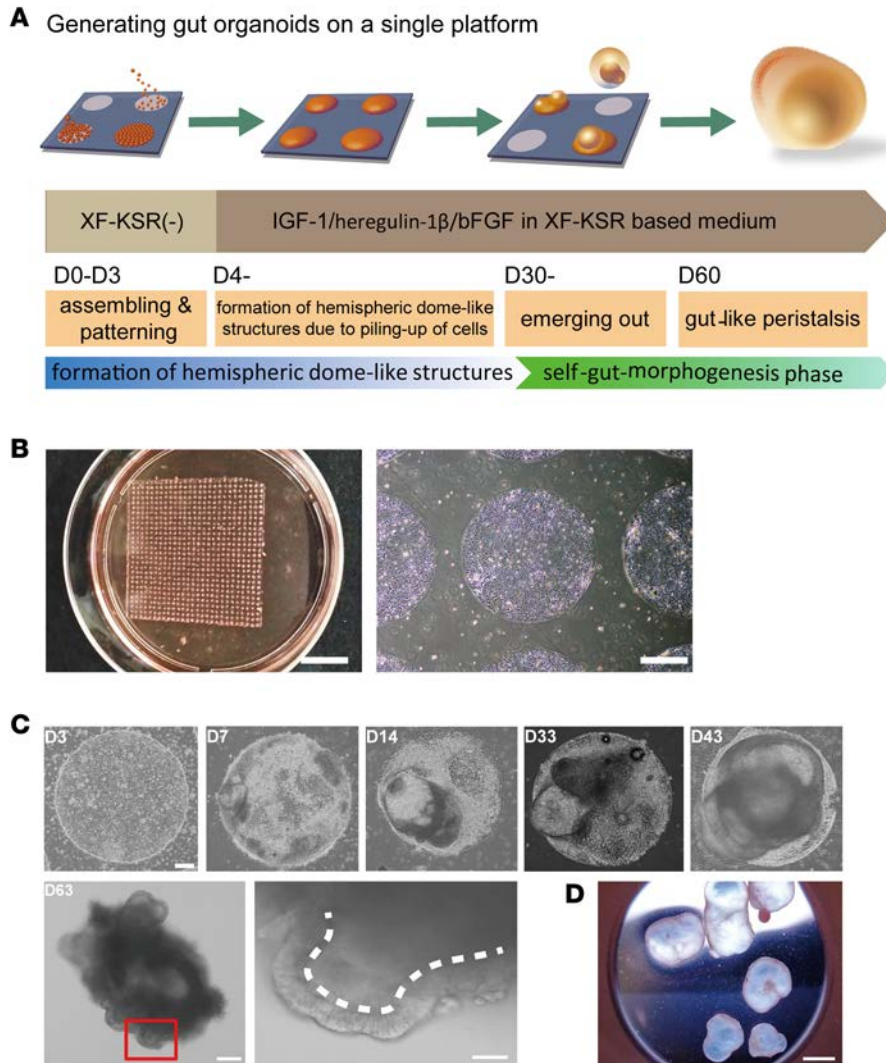 A
Generating gut organoids on a single platform
XF-KSR(-)
IGF-1/heregulin-1β/bFGF in XF-KSR based medium
D0-D3
D4-
D30-
D60
assembling &
patterning
formation of hemispheric dome-like
structures due to piling-up of cells
emerging out
gut-like peristalsis
formation of hemispheric dome-like structures
self-gut-morphogenesis phase
B
C
D3
D7
D14
D33
D43
D63
D